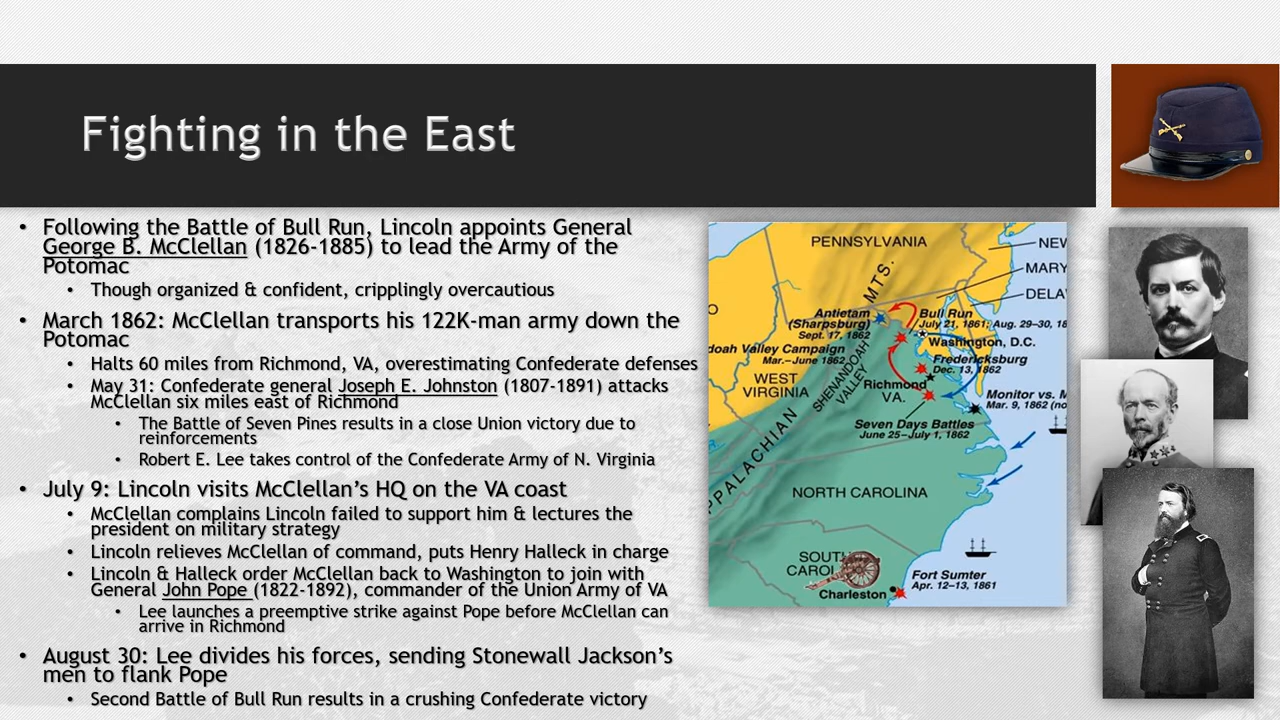 Fighting in the East
• Following the Battle of Bull Run, Lincoln appoints General
George B. McClellan (1826-1885) to lead the Army of the
Potomac
• Though organized & confident, cripplingly overcautious
• March 1862: McClellan transports his 122K-man army down the
Potomac
• Halts 60 miles from Richmond, VA, overestimating Confederate defenses
• May 31: Confederate general Joseph E. Johnston (1807-1891) attacks
McClellan six miles east of Richmond
• The Battle of Seven Pines results in a close Union victory due to
reinforcements
• Robert E. Lee takes control of the Confederate Army of N. Virginia
• July 9: Lincoln visits McClellan’s HQ on the VA coast
• McClellan complains Lincoln failed to support him & lectures the
president on military strategy
• Lincoln relieves McClellan of command, puts Henry Halleck in charge
• Lincoln & Halleck order McClellan back to Washington to join with
General John Pope (1822-1892), commander of the Union Army of VA
• Lee launches a preemptive strike against Pope before McClellan can
arrive in Richmond
• August 30: Lee divides his forces, sending Stonewall Jackson’s
men to flank Pope
• Second Battle of Bull Run results in a crushing Confederate victory
PENNSYLVANIA
NEW
MARY
DELA
O
MTS.
Antietam
(Sharpsburg)
Sept. 17, 1862
Bull Run
July 21, 1861; Aug. 29–30, 18
Washington, D.C.
doah Valley Campaign
Mar.–June 1862
Fredericksburg
Dec. 13, 1862
WEST
VIRGINIA
SHENANDOAH
VALLEY
Richmond
VA.
Monitor vs. M
Mar. 9, 1862 (no
Seven Days Battles
June 25–July 1, 1862
PPALACHIAN
NORTH CAROLINA
SOUT
CAROL
Fort Sumter
Apr. 12–13, 1861
Charleston